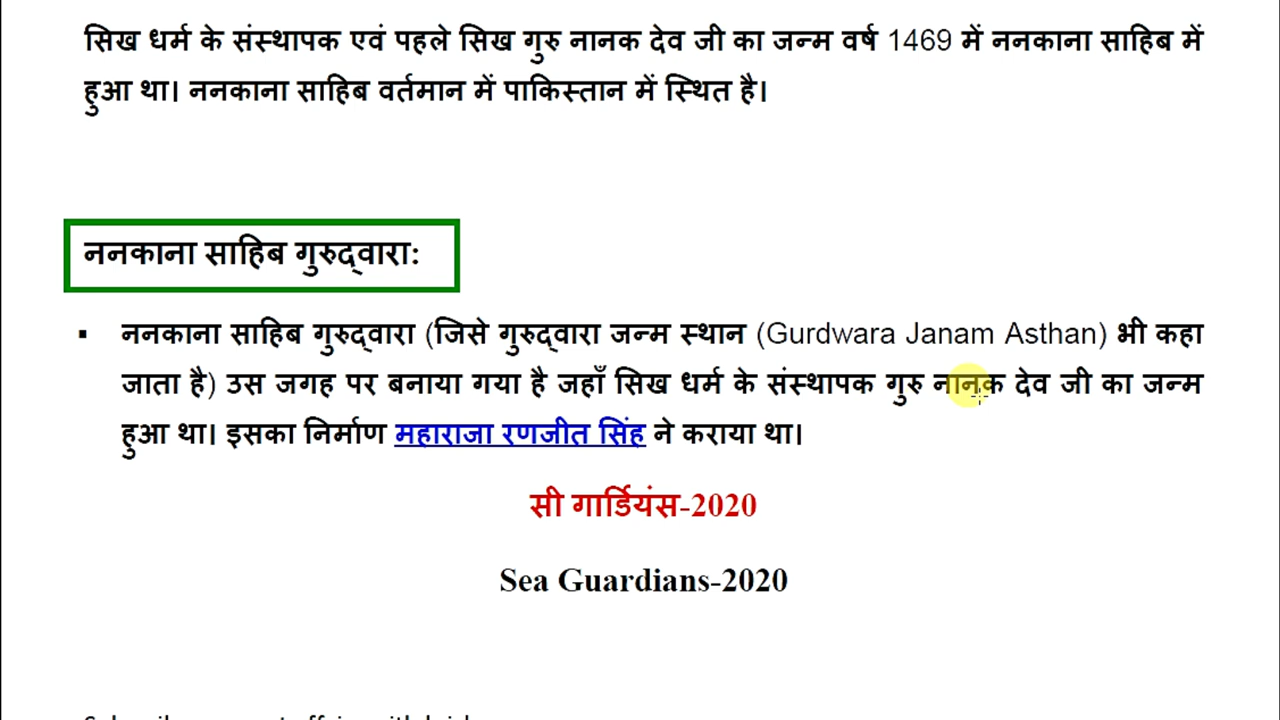 सिख धर्म के संस्थापक एवं पहले सिख गुरु नानक देव जी का जन्म वर्ष 1469 में ननकाना साहिब में
हुआ था। ननकाना साहिब वर्तमान में पाकिस्तान में स्थित है।
ननकाना साहिब गुरुद्वारा:
▪ ननकाना साहिब गुरुद्वारा (जिसे गुरुद्वारा जन्म स्थान (Gurdwara Janam Asthan) भी कहा
जाता है) उस जगह पर बनाया गया है जहाँ सिख धर्म के संस्थापक गुरु नानक देव जी का जन्म
हुआ था। इसका निर्माण महाराजा रणजीत सिंह ने कराया था।
सी गार्डियंस-2020
Sea Guardians-2020